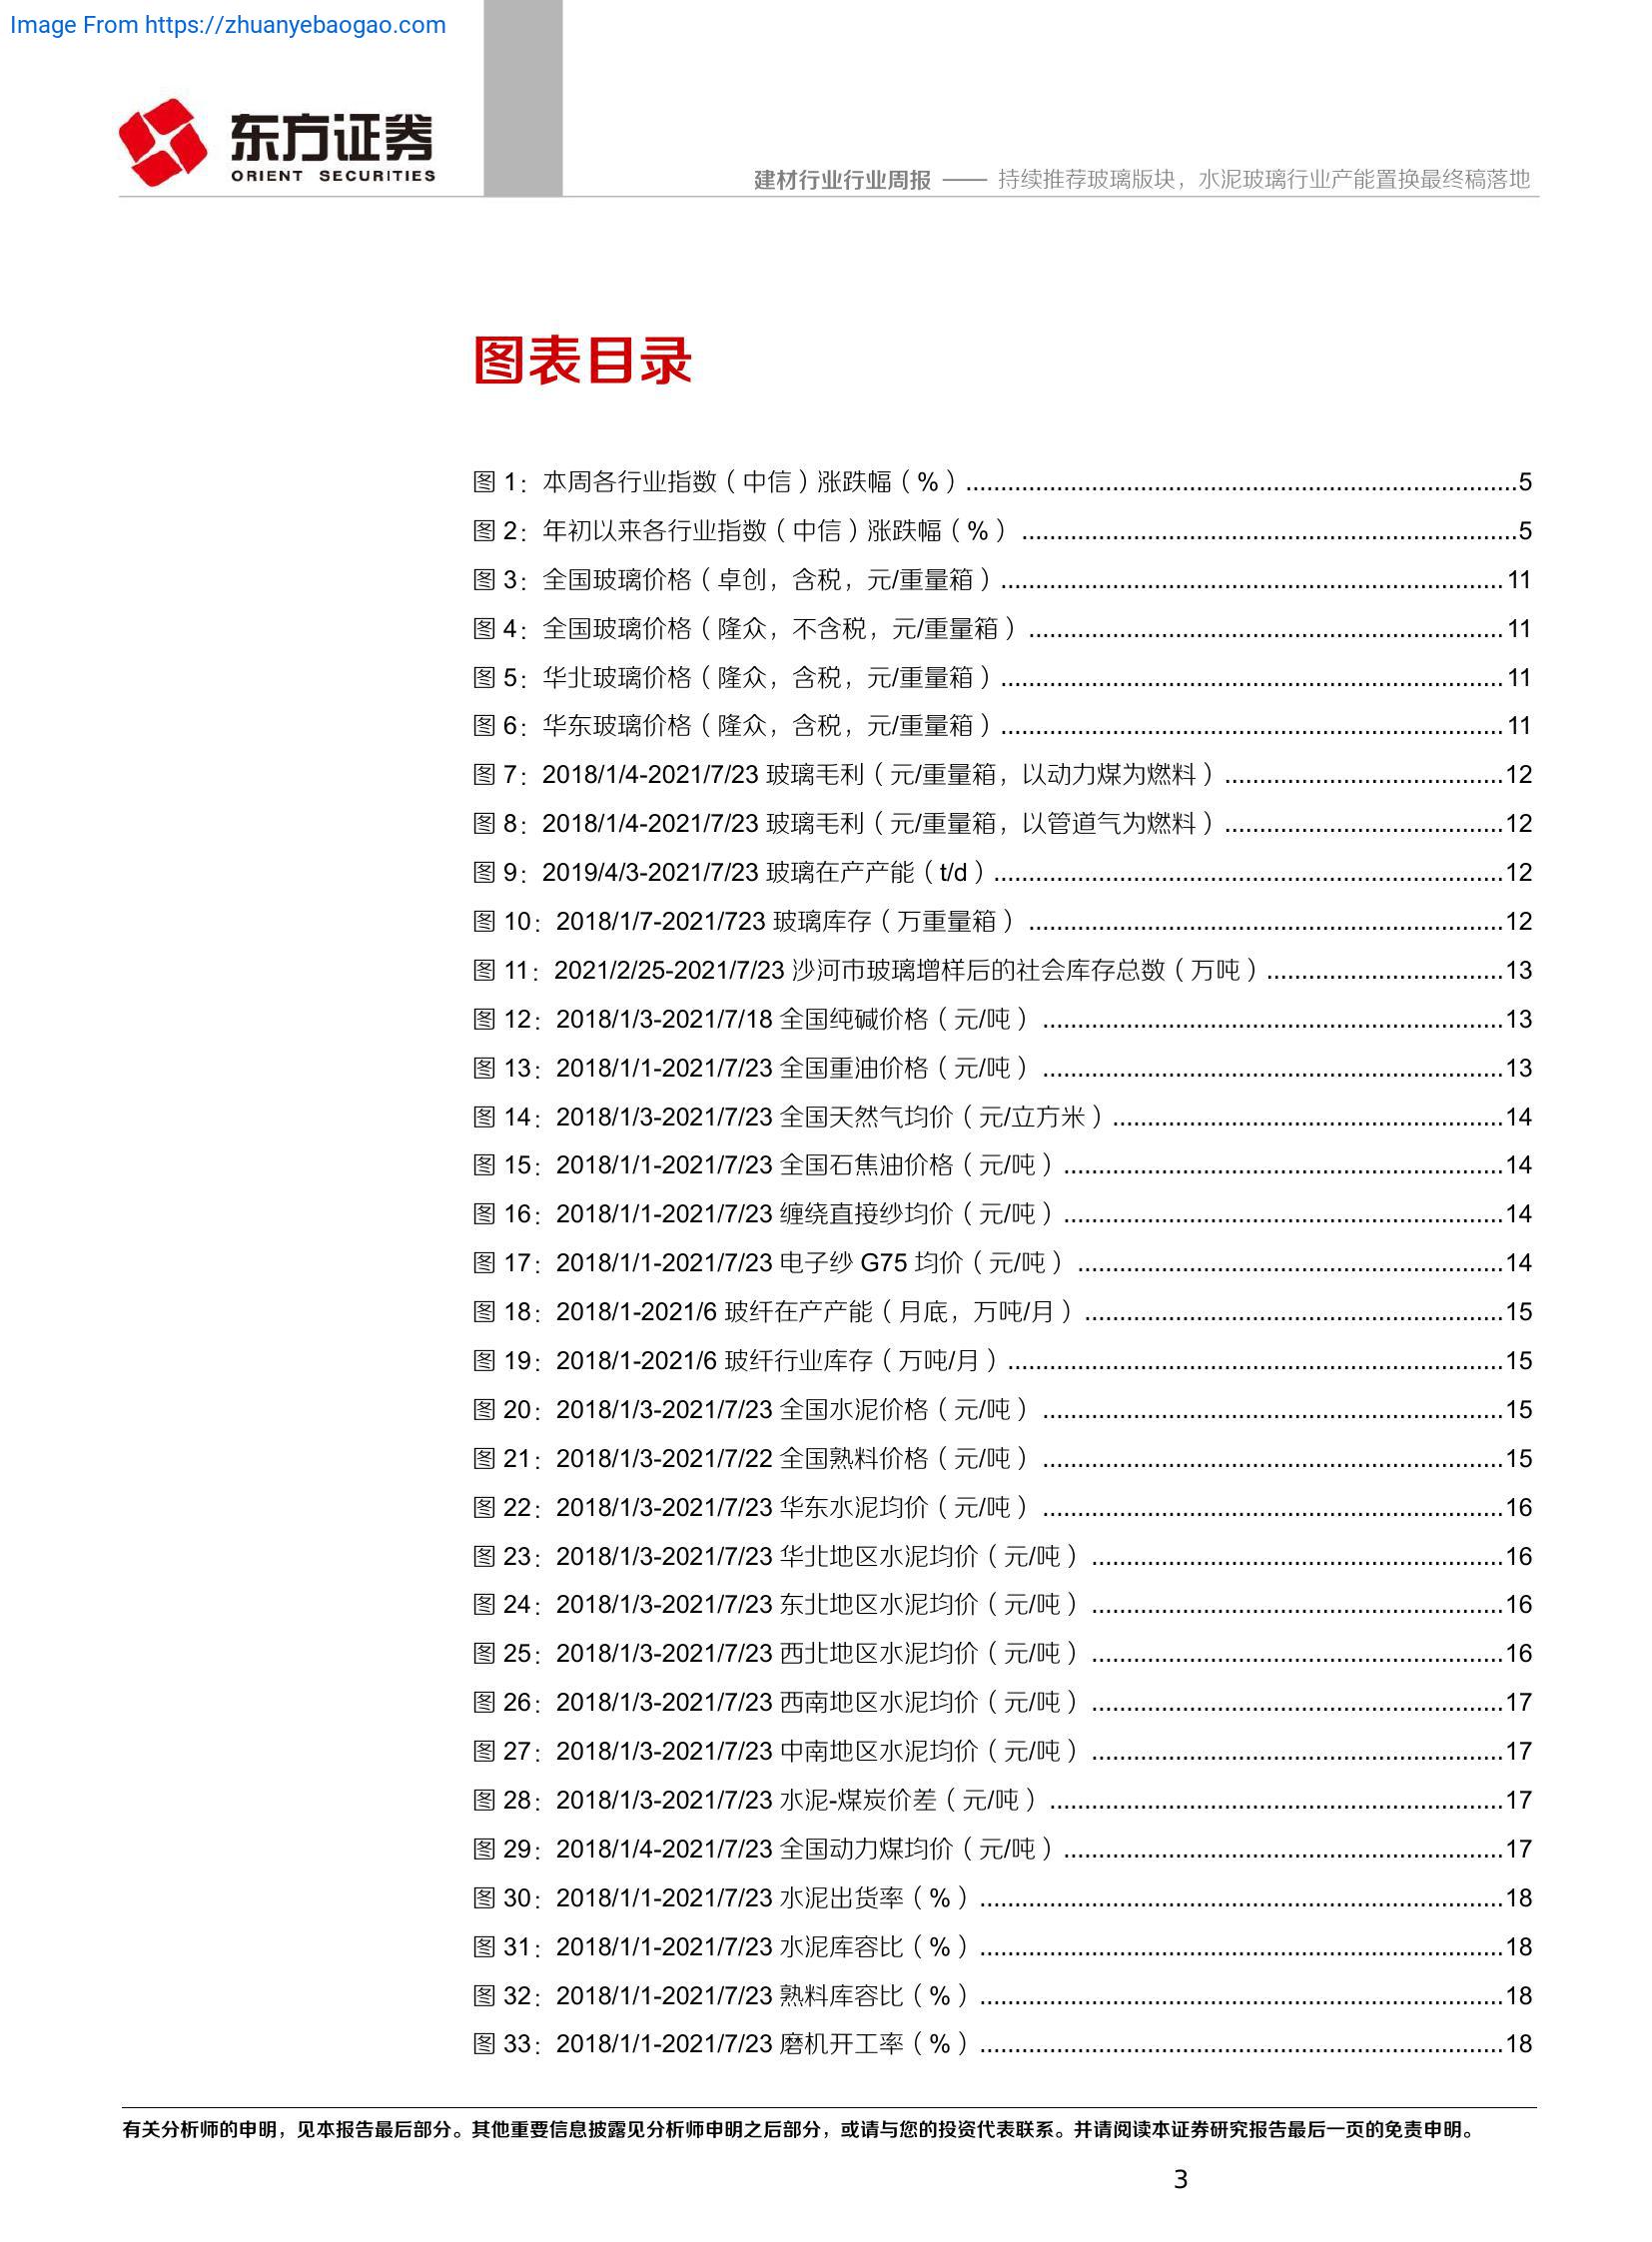 Image From https://zhuanyebaogao.com
东方证券
ORIENT SECURITIES
建材行业行业周报 —— 持续推荐玻璃版块，水泥玻璃行业产能置换最终稿落地
图表目录
图 1：本周各行业指数（中信）涨跌幅（%）................................................................................5
图 2：年初以来各行业指数（中信）涨跌幅（%）........................................................................5
图 3：全国玻璃价格（卓创，含税，元/重量箱）........................................................................11
图 4：全国玻璃价格（隆众，不含税，元/重量箱）....................................................................11
图 5：华北玻璃价格（隆众，含税，元/重量箱）........................................................................11
图 6：华东玻璃价格（隆众，含税，元/重量箱）........................................................................11
图 7：2018/1/4-2021/7/23 玻璃毛利（元/重量箱，以动力煤为燃料）........................................12
图 8：2018/1/4-2021/7/23 玻璃毛利（元/重量箱，以管道气为燃料）........................................12
图 9：2019/4/3-2021/7/23 玻璃在产产能（t/d）.........................................................................12
图 10：2018/1/7-2021/723 玻璃库存（万重量箱）....................................................................12
图 11：2021/2/25-2021/7/23 沙河市玻璃增样后的社会库存总数（万吨）..................................13
图 12：2018/1/3-2021/7/18 全国纯碱价格（元/吨）..................................................................13
图 13：2018/1/1-2021/7/23 全国重油价格（元/吨）..................................................................13
图 14：2018/1/3-2021/7/23 全国天然气均价（元/立方米）........................................................14
图 15：2018/1/1-2021/7/23 全国石焦油价格（元/吨）...............................................................14
图 16：2018/1/1-2021/7/23 缠绕直接纱均价（元/吨）...............................................................14
图 17：2018/1/1-2021/7/23 电子纱 G75 均价（元/吨）.............................................................14
图 18：2018/1-2021/6 玻纤在产产能（月底，万吨/月）............................................................15
图 19：2018/1-2021/6 玻纤行业库存（万吨/月）.......................................................................15
图 20：2018/1/3-2021/7/23 全国水泥价格（元/吨）..................................................................15
图 21：2018/1/3-2021/7/22 全国熟料价格（元/吨）..................................................................15
图 22：2018/1/3-2021/7/23 华东水泥均价（元/吨）..................................................................16
图 23：2018/1/3-2021/7/23 华北地区水泥均价（元/吨）...........................................................16
图 24：2018/1/3-2021/7/23 东北地区水泥均价（元/吨）...........................................................16
图 25：2018/1/3-2021/7/23 西北地区水泥均价（元/吨）...........................................................16
图 26：2018/1/3-2021/7/23 西南地区水泥均价（元/吨）...........................................................17
图 27：2018/1/3-2021/7/23 中南地区水泥均价（元/吨）...........................................................17
图 28：2018/1/3-2021/7/23 水泥-煤炭价差（元/吨）.................................................................17
图 29：2018/1/4-2021/7/23 全国动力煤均价（元/吨）...............................................................17
图 30：2018/1/1-2021/7/23 水泥出货率（%）...........................................................................18
图 31：2018/1/1-2021/7/23 水泥库容比（%）...........................................................................18
图 32：2018/1/1-2021/7/23 熟料库容比（%）...........................................................................18
图 33：2018/1/1-2021/7/23 磨机开工率（%）...........................................................................18
有关分析师的申明，见本报告最后部分。其他重要信息披露见分析师申明之后部分，或请与您的投资代表联系。并请阅读本证券研究报告最后一页的免责申明。
3